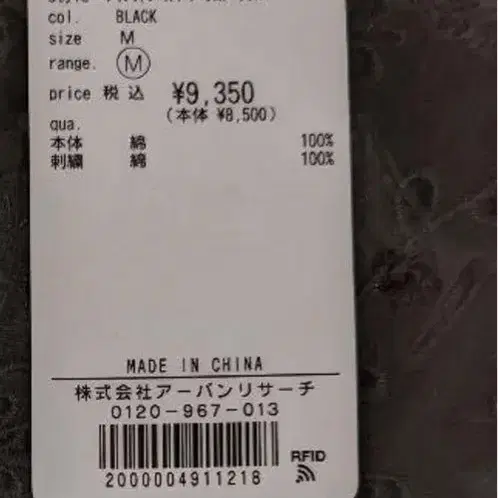 col. BLACK
size M
range. M
price 税込 ¥9,350
(本体 ¥8,500)
qua.
本体 綿 100%
刺繍 綿 100%
MADE IN CHINA
株式会社アーバンリサーチ
0120-967-013
RFID
2000004911218